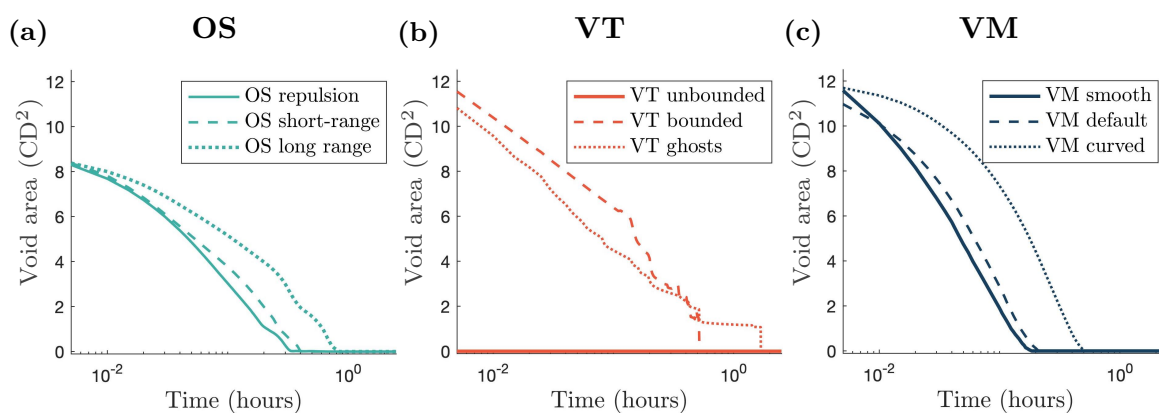 (a) OS
Void area (CD²)
12
10
8
6
4
2
0
OS repulsion
OS short-range
OS long range
10⁻² 10⁰
Time (hours)
(b) VT
Void area (CD²)
12
10
8
6
4
2
0
VT unbounded
VT bounded
VT ghosts
10⁻² 10⁰
Time (hours)
(c) VM
Void area (CD²)
12
10
8
6
4
2
0
VM smooth
VM default
VM curved
10⁻² 10⁰
Time (hours)